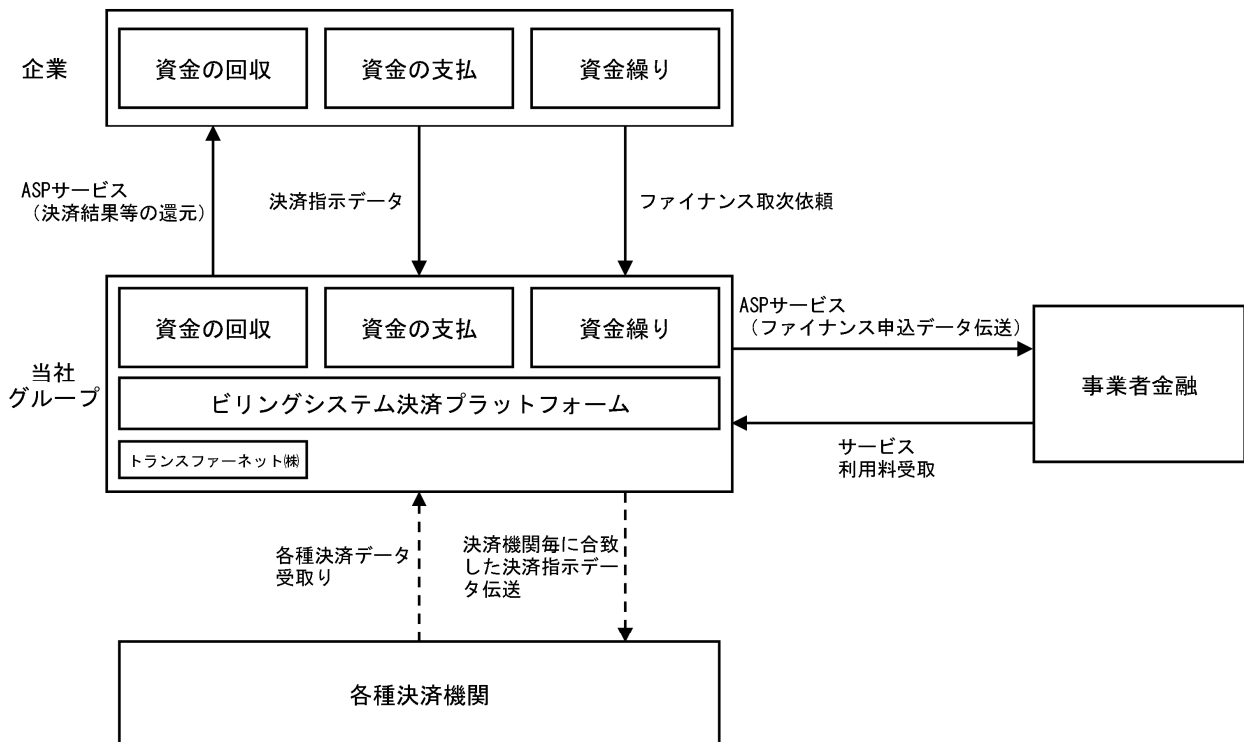 企業
資金の回収
資金の支払
資金繰り
ASPサービス
（決済結果等の還元）
決済指示データ
ファイナンス取次依頼
当社
グループ
資金の回収
資金の支払
資金繰り
ビリングシステム決済プラットフォーム
トランスファーネット㈱
ASPサービス
（ファイナンス申込データ伝送）
事業者金融
サービス
利用料受取
各種決済データ
受取り
決済機関毎に合致
した決済指示デー
タ伝送
各種決済機関